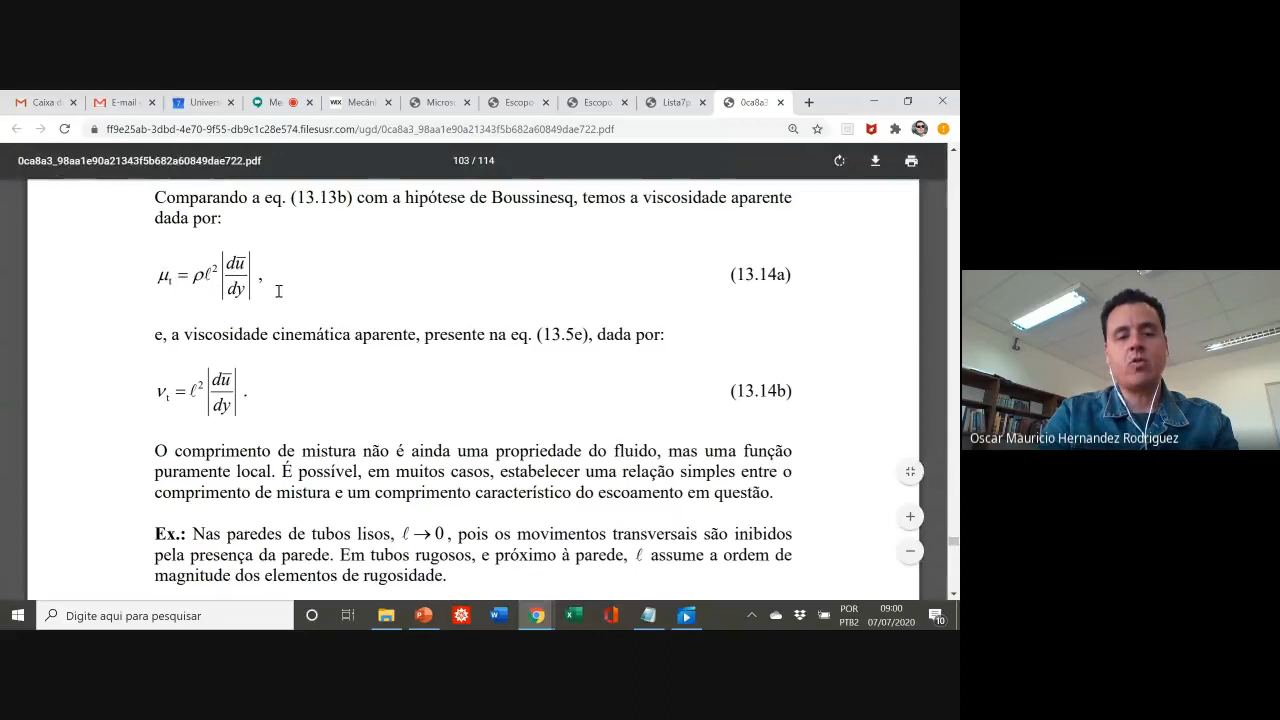 Caixa d
E-mail
Univers
Me
Mecâni
Microsc
Escopo
Escopo
Lista7p
0ca8a3
ff9e25ab-3db1-4e70-9f55-db9c1c28e574.filesusr.com/ugd/0ca8a3_98aa1e90a21343f5b682a60849dae722.pdf
0ca8a3_98aa1e90a21343f5b682a60849dae722.pdf
103 / 114
Comparando a eq. (13.13b) com a hipótese de Boussinesq, temos a viscosidade aparente
dada por:
μₜ = ρℓ² |dū/dy| , (13.14a)
e, a viscosidade cinemática aparente, presente na eq. (13.5e), dada por:
νₜ = ℓ² |dū/dy| . (13.14b)
O comprimento de mistura não é ainda uma propriedade do fluido, mas uma função
puramente local. É possível, em muitos casos, estabelecer uma relação simples entre o
comprimento de mistura e um comprimento característico do escoamento em questão.
Ex.: Nas paredes de tubos lisos, ℓ → 0, pois os movimentos transversais são inibidos
pela presença da parede. Em tubos rugosos, e próximo à parede, ℓ assume a ordem de
magnitude dos elementos de rugosidade.
Oscar Mauricio Hernandez Rodriguez
Digite aqui para pesquisar
POR
PTB2
09:00
07/07/2020